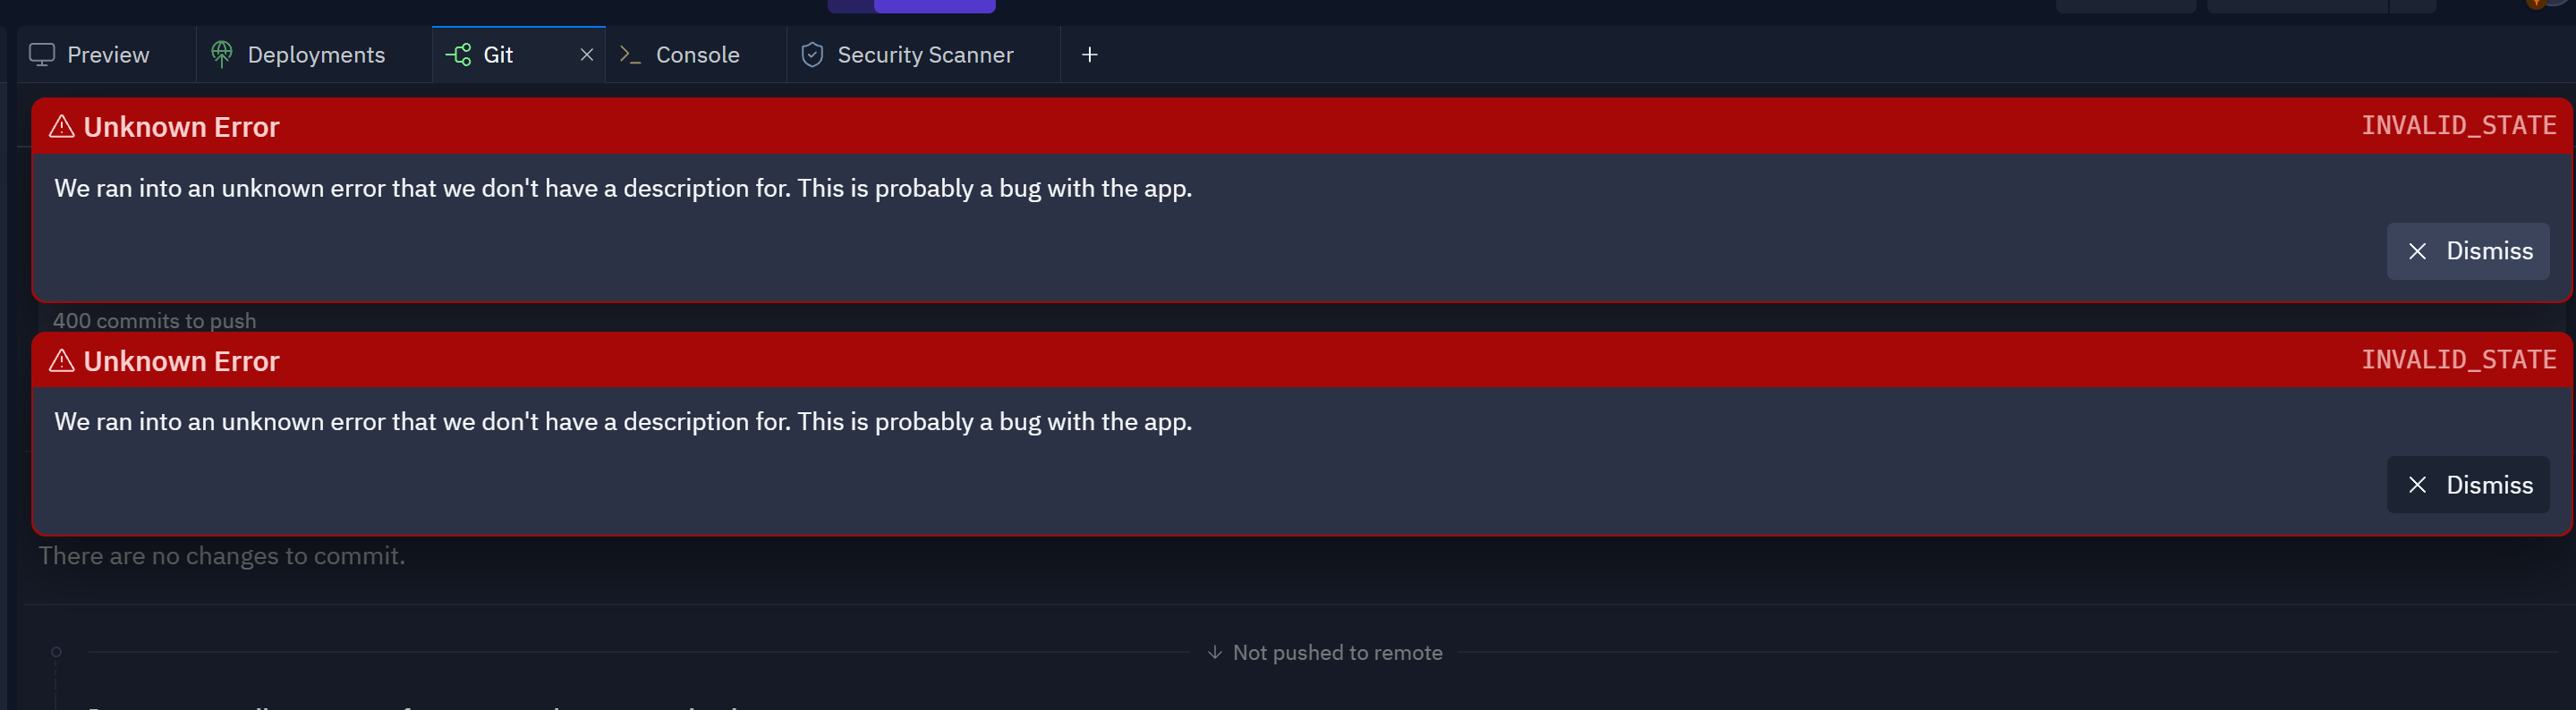 Preview
Deployments
Git
Console
Security Scanner
Unknown Error
INVALID_STATE
We ran into an unknown error that we don't have a description for. This is probably a bug with the app.
Dismiss
400 commits to push
Unknown Error
INVALID_STATE
We ran into an unknown error that we don't have a description for. This is probably a bug with the app.
Dismiss
There are no changes to commit.
Not pushed to remote